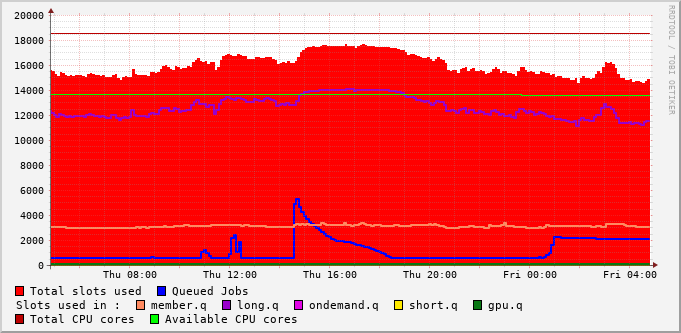 20000
18000
16000
14000
12000
10000
8000
6000
4000
2000
0
Thu 08:00 Thu 12:00 Thu 16:00 Thu 20:00 Fri 00:00 Fri 04:00
RRDTOOL / TOBI OETIKER
Total slots used Queued Jobs
Slots used in : member.q long.q ondemand.q short.q gpu.q
Total CPU cores Available CPU cores